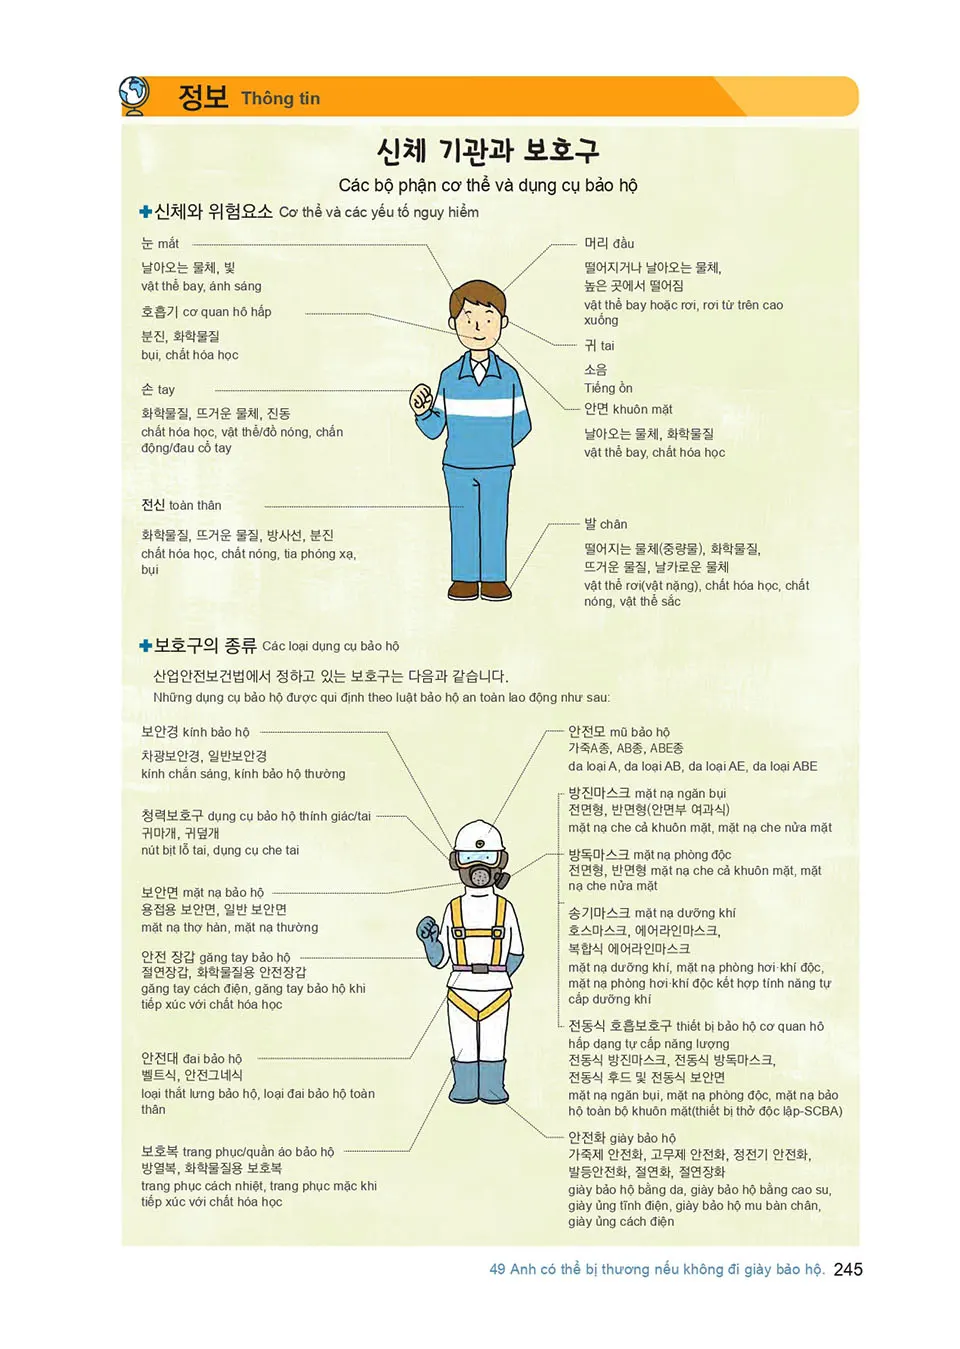 정보 Thông tin
신체 기관과 보호구
Các bộ phận cơ thể và dụng cụ bảo hộ
신체와 위험요소 Cơ thể và các yếu tố nguy hiểm
눈 mắt
날아오는 물체, 빛
vật thể bay, ánh sáng
호흡기 cơ quan hô hấp
분진, 화학물질
bụi, chất hóa học
손 tay
화학물질, 뜨거운 물체, 진동
chất hóa học, vật thể/đồ nóng, chấn
động/đau cổ tay
전신 toàn thân
화학물질, 뜨거운 물질, 방사선, 분진
chất hóa học, chất nóng, tia phóng xạ,
bụi
머리 đầu
떨어지거나 날아오는 물체,
높은 곳에서 떨어짐
vật thể bay hoặc rơi, rơi từ trên cao
xuống
귀 tai
소음
Tiếng ồn
안면 khuôn mặt
날아오는 물체, 화학물질
vật thể bay, chất hóa học
발 chân
떨어지는 물체(중량물), 화학물질,
뜨거운 물질, 날카로운 물체
vật thể rơi(vật nặng), chất hóa học, chất
nóng, vật thể sắc
보호구의 종류 Các loại dụng cụ bảo hộ
산업안전보건법에서 정하고 있는 보호구는 다음과 같습니다.
Những dụng cụ bảo hộ được qui định theo luật bảo hộ an toàn lao động như sau:
보안경 kính bảo hộ
차광보안경, 일반보안경
kính chắn sáng, kính bảo hộ thường
청력보호구 dụng cụ bảo hộ thính giác/tai
귀마개, 귀덮개
nút bịt lỗ tai, dụng cụ che tai
보안면 mặt nạ bảo hộ
용접용 보안면, 일반 보안면
mặt nạ thợ hàn, mặt nạ thường
안전 장갑 găng tay bảo hộ
절연장갑, 화학물질용 안전장갑
găng tay cách điện, găng tay bảo hộ khi
tiếp xúc với chất hóa học
안전대 đai bảo hộ
벨트식, 안전그네식
loại thắt lưng bảo hộ, loại đai bảo hộ toàn
thân
보호복 trang phục/quần áo bảo hộ
방열복, 화학물질용 보호복
trang phục cách nhiệt, trang phục mặc khi
tiếp xúc với chất hóa học
안전모 mũ bảo hộ
가죽A종, AB종, ABE종
da loại A, da loại AB, da loại AE, da loại ABE
방진마스크 mặt nạ ngăn bụi
전면형, 반면형(안면부 여과식)
mặt nạ che cả khuôn mặt, mặt nạ che nửa mặt
방독마스크 mặt nạ phòng độc
전면형, 반면형 mặt nạ che cả khuôn mặt, mặt
nạ che nửa mặt
송기마스크 mặt nạ dưỡng khí
호스마스크, 에어라인마스크,
복합식 에어라인마스크
mặt nạ dưỡng khí, mặt nạ phòng hơi·khí độc,
mặt nạ phòng hơi·khí độc kết hợp tính năng tự
cấp dưỡng khí
전동식 호흡보호구 thiết bị bảo hộ cơ quan hô
hấp dạng tự cấp năng lượng
전동식 방진마스크, 전동식 방독마스크,
전동식 후드 및 전동식 보안면
mặt nạ ngăn bụi, mặt nạ phòng độc, mặt nạ bảo
hộ toàn bộ khuôn mặt(thiết bị thở độc lập-SCBA)
안전화 giày bảo hộ
가죽제 안전화, 고무제 안전화, 정전기 안전화,
발등안전화, 절연화, 절연장화
giày bảo hộ bằng da, giày bảo hộ bằng cao su,
giày ủng tĩnh điện, giày bảo hộ mu bàn chân,
giày ủng cách điện
49 Anh có thể bị thương nếu không đi giày bảo hộ. 245